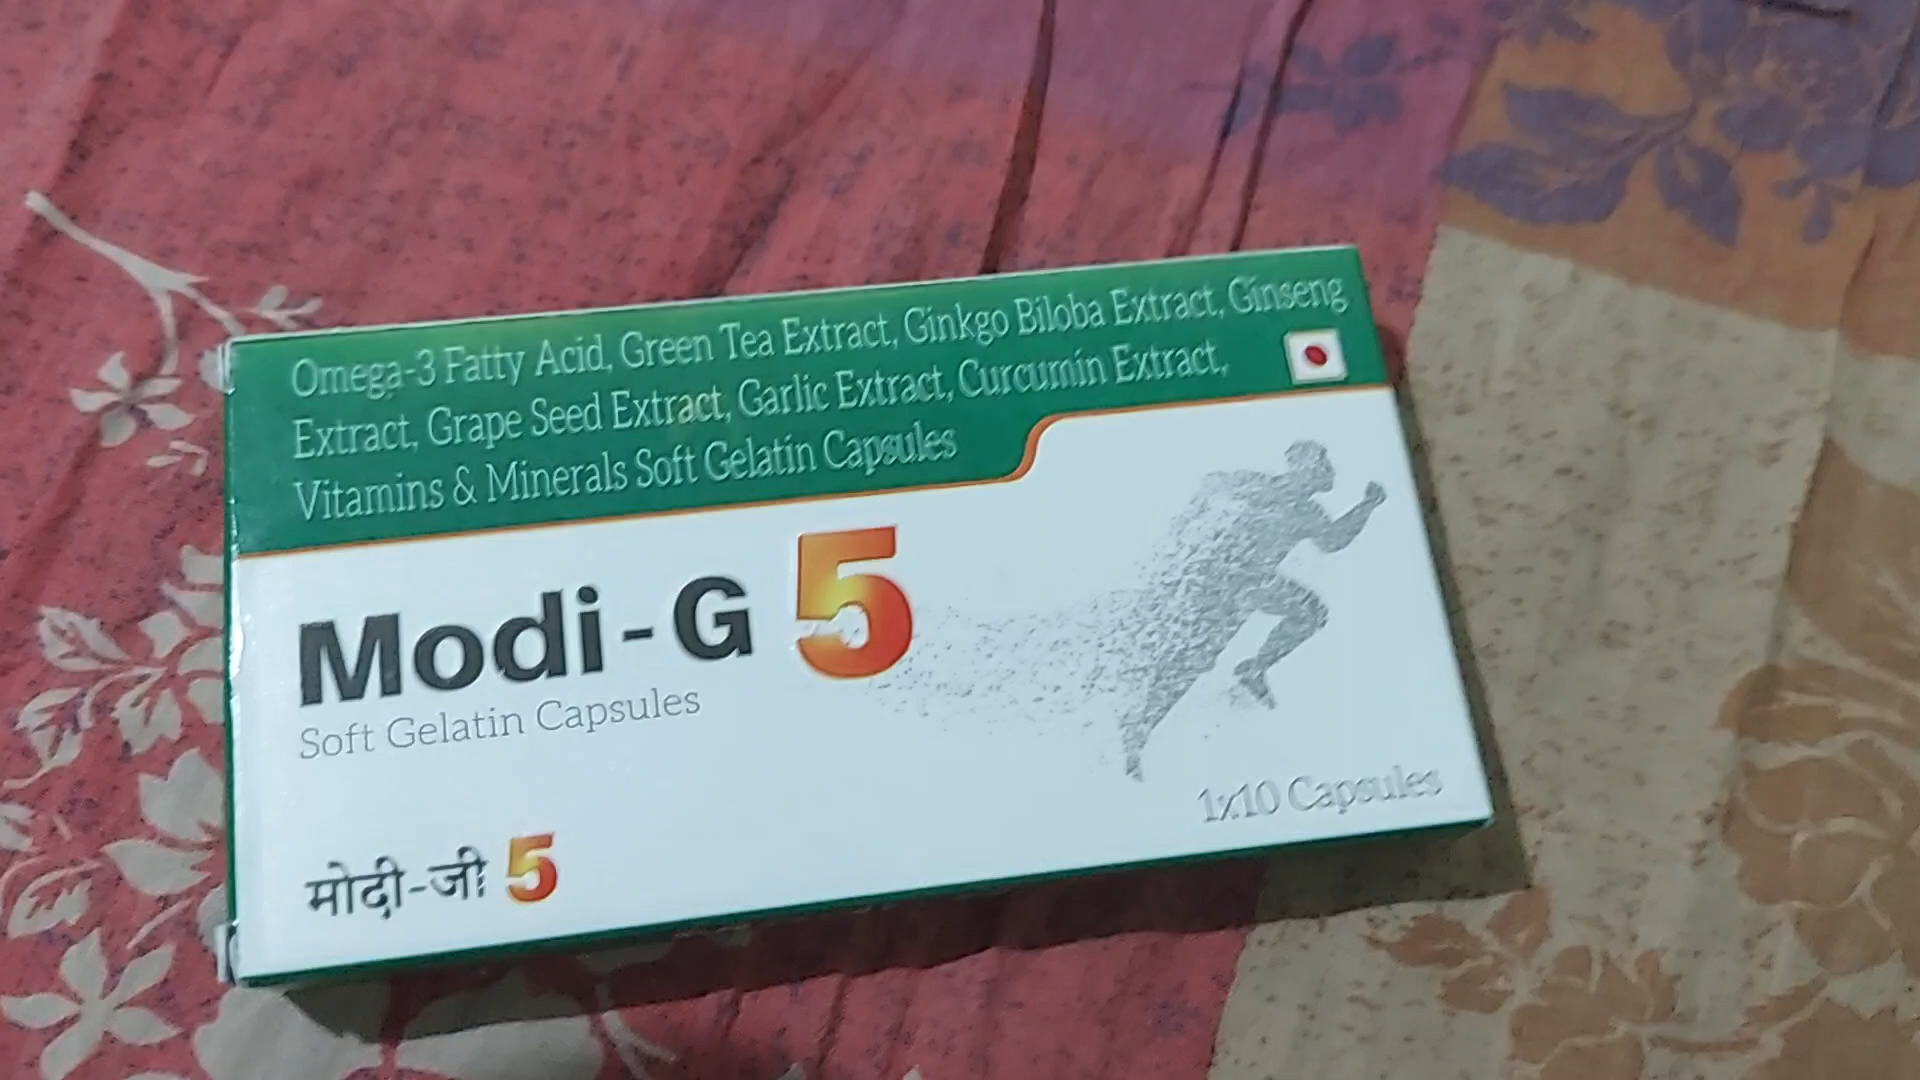 Omega-3 Fatty Acid, Green Tea Extract, Ginkgo Biloba Extract, Ginseng
Extract, Grape Seed Extract, Garlic Extract, Curcumin Extract,
Vitamins & Minerals Soft Gelatin Capsules
Modi-G 5
Soft Gelatin Capsules
1x10 Capsules
मोदी-जी 5